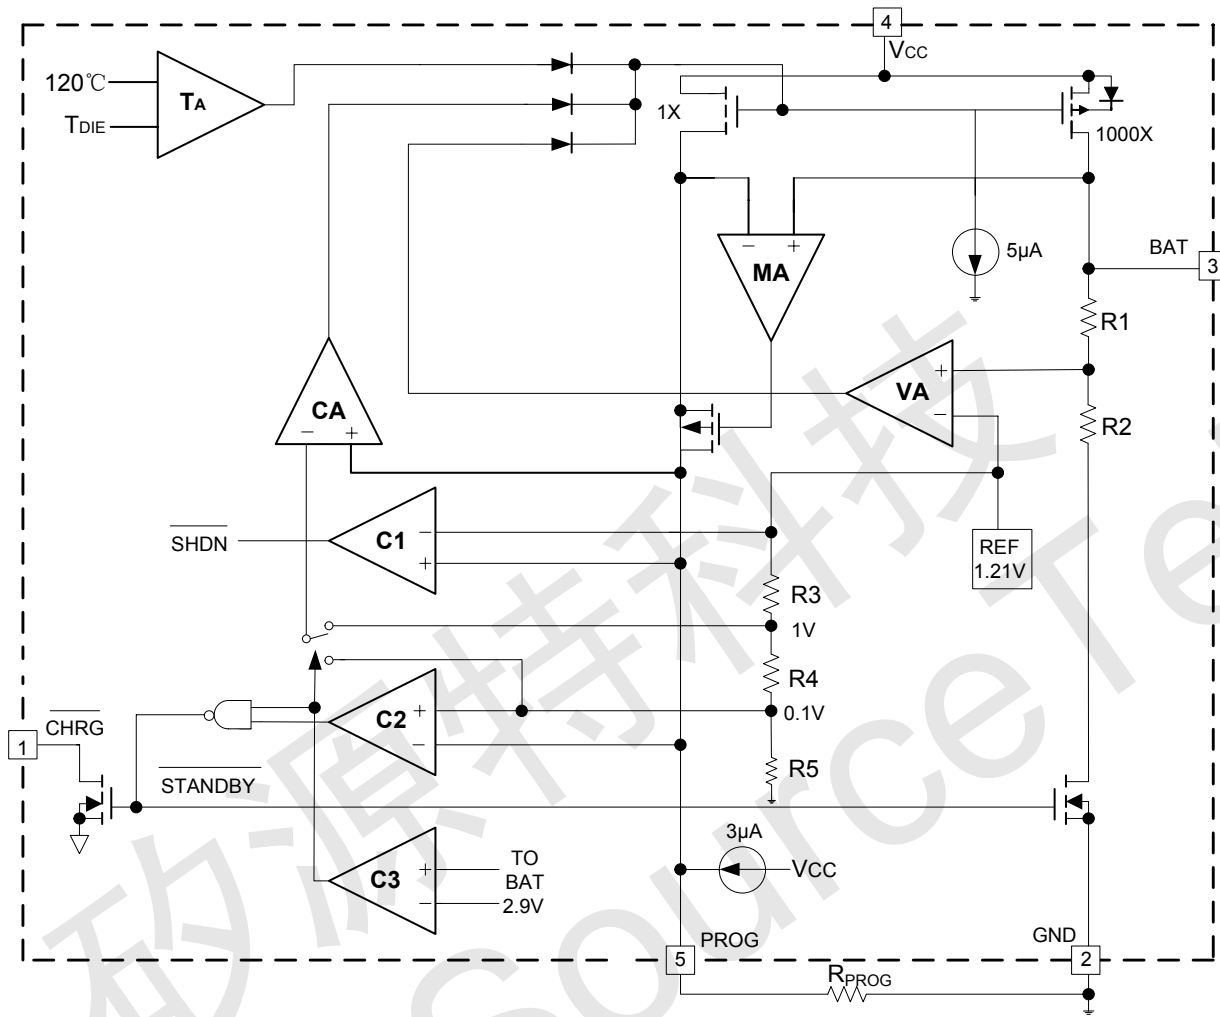 4
VCC
120℃
TA
TDIE
1X
1000X
5µA
BAT
3
MA
R1
VA
CA
R2
SHDN
C1
REF
1.21V
R3
1V
R4
0.1V
CHRG
C2
1
STANDBY
R5
3µA
VCC
C3
TO
BAT
2.9V
PROG
GND
5
2
RPROG
矽源特科技
Source Te